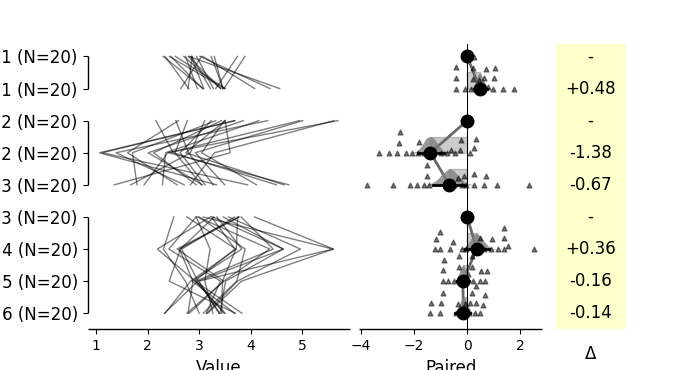 1 (N=20)
-
1 (N=20)
+0.48
2 (N=20)
-
2 (N=20)
-1.38
3 (N=20)
-0.67
3 (N=20)
-
4 (N=20)
+0.36
5 (N=20)
-0.16
6 (N=20)
-0.14
1 2 3 4 5
−4 −2 0 2
Value
Paired
Δ